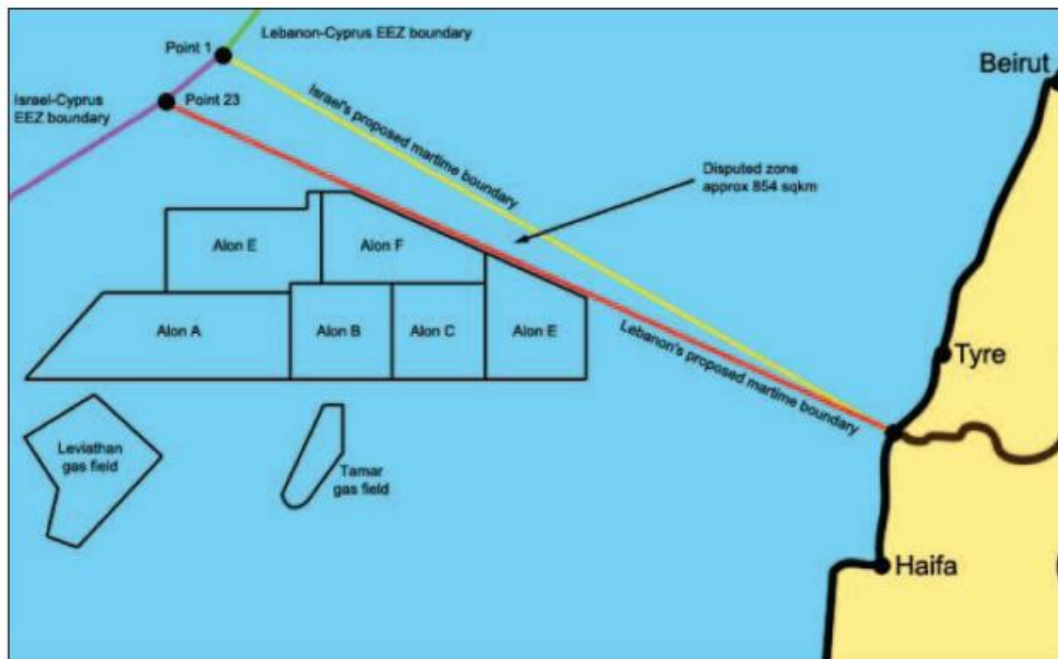 Lebanon-Cyprus EEZ boundary
Point 1
Beirut
Israel-Cyprus
EEZ boundary
Point 23
Israel's proposed martime boundary
Disputed zone
approx 854 sqkm
Alon E
Alon F
Alon A
Alon B
Alon C
Alon E
Lebanon's proposed martime boundary
Tyre
Leviathan
gas field
Tamar
gas field
Haifa